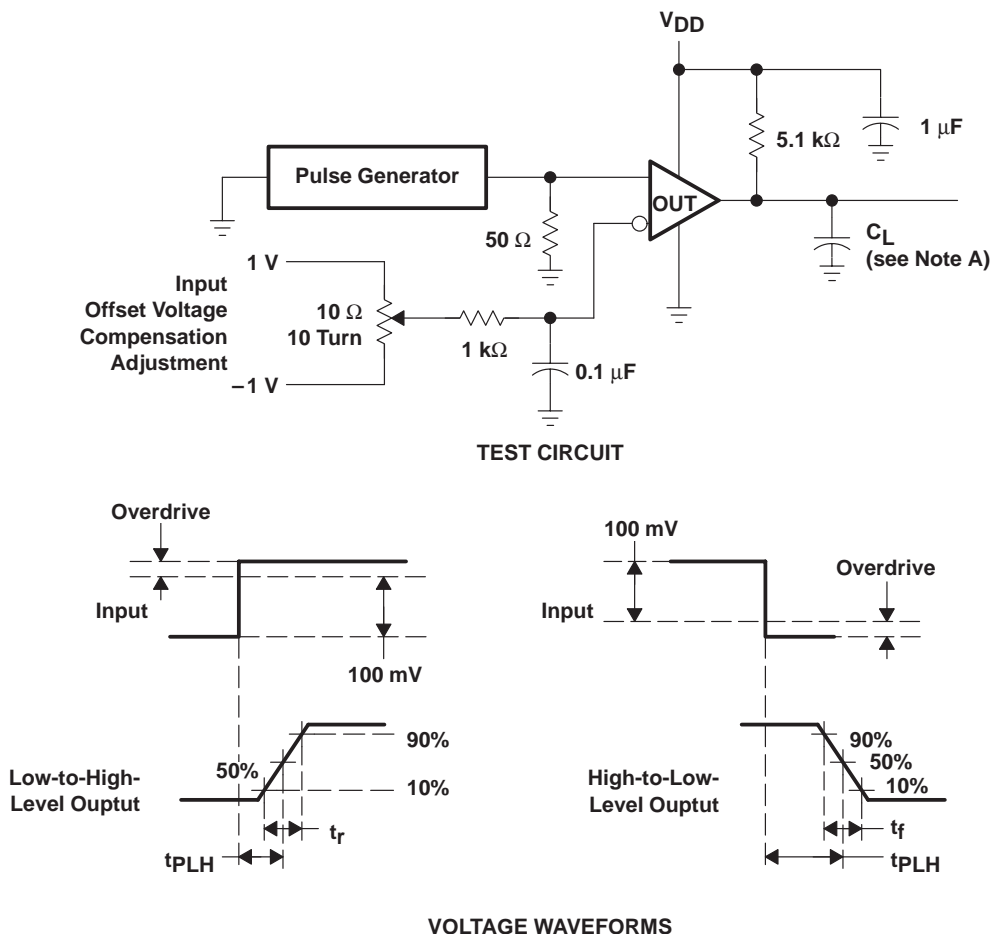 VDD
5.1 kΩ
1 μF
Pulse Generator
OUT
50 Ω
CL
(see Note A)
1 V
Input
Offset Voltage
Compensation
Adjustment
10 Ω
10 Turn
1 kΩ
0.1 μF
–1 V
TEST CIRCUIT
Overdrive
Input
100 mV
100 mV
Overdrive
Input
Low-to-High-
Level Ouptut
50%
90%
10%
tr
tPLH
High-to-Low-
Level Ouptut
90%
50%
10%
tf
tPLH
VOLTAGE WAVEFORMS